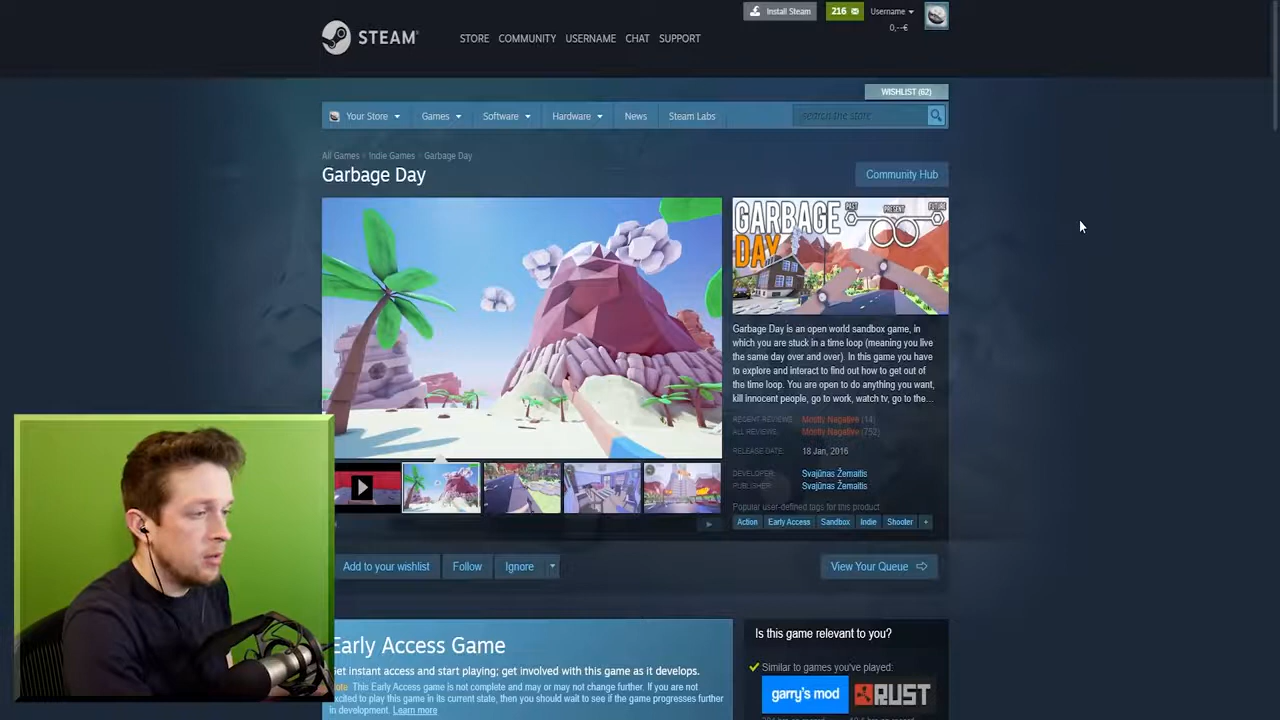 Install Steam
216
Username
0,--€
STEAM®
STORE COMMUNITY USERNAME CHAT SUPPORT
WISHLIST (62)
Your Store Games Software Hardware News Steam Labs
search the store
All Games > Indie Games > Garbage Day
Garbage Day
Community Hub
GARBAGE
DAY
PAST PRESENT FUTURE
Garbage Day is an open world sandbox game, in
which you are stuck in a time loop (meaning you live
the same day over and over). In this game you have
to explore and interact to find out how to get out of
the time loop. You are open to do anything you want,
kill innocent people, go to work, watch tv, go to the...
RECENT REVIEWS: Mostly Negative (14)
ALL REVIEWS: Mostly Negative (752)
RELEASE DATE: 18 Jan, 2016
DEVELOPER: Svajūnas Žemaitis
PUBLISHER: Svajūnas Žemaitis
Popular user-defined tags for this product
Action Early Access Sandbox Indie Shooter +
Add to your wishlist Follow Ignore
View Your Queue
Early Access Game
Get instant access and start playing; get involved with this game as it develops.
Note This Early Access game is not complete and may or may not change further. If you are not
excited to play this game in its current state, then you should wait to see if the game progresses further
in development. Learn more
Is this game relevant to you?
Similar to games you've played:
garry's mod
RUST